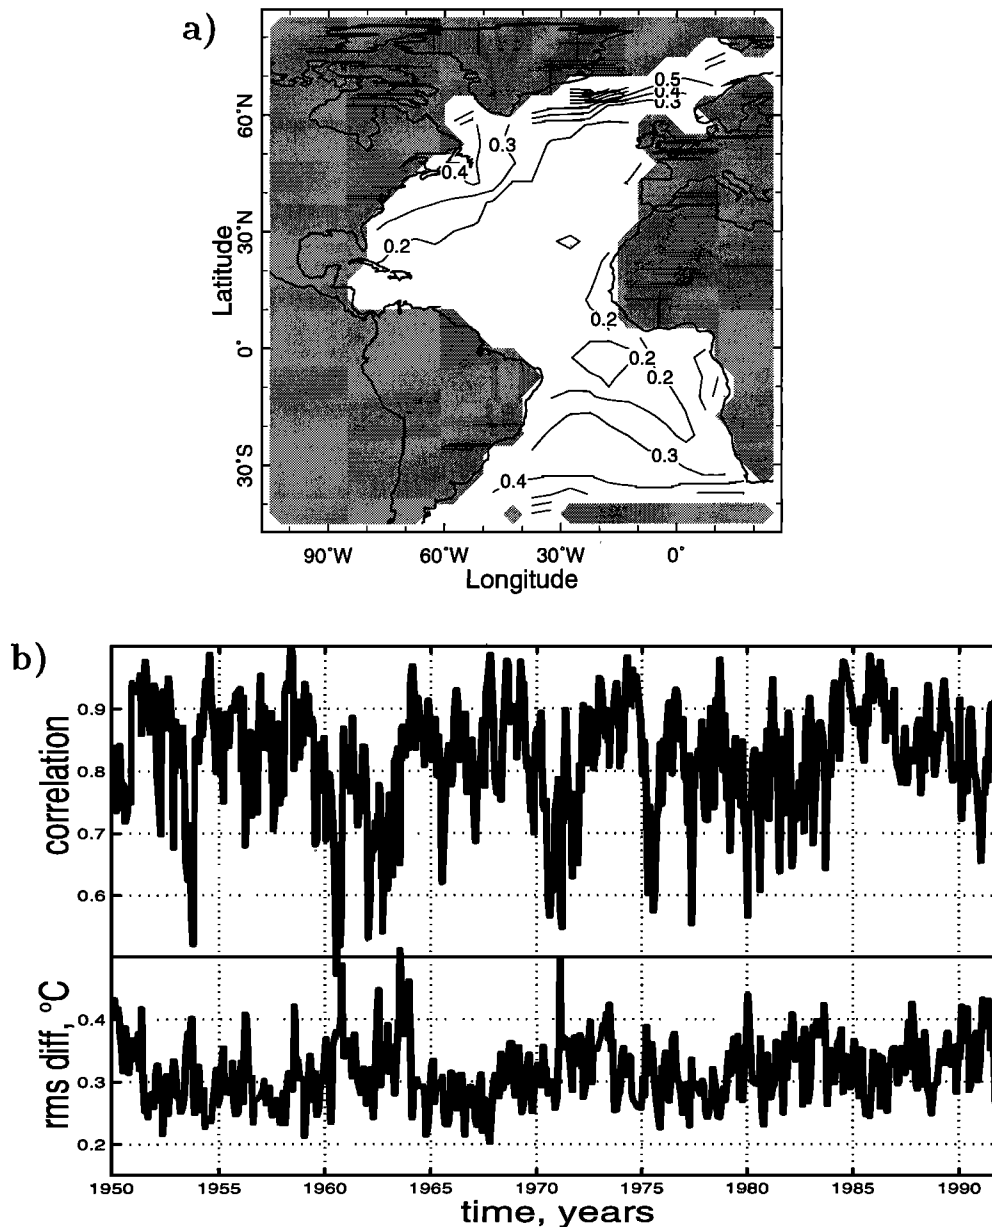 a)
0.5
0.4
0.3
60°N
0.3
0.4
30°N
0.2
Latitude
0.2
0°
0.2
0.2
0.3
30°S
0.4
90°W
60°W
30°W
0°
Longitude
b)
0.9
0.8
0.7
0.6
correlation
0.4
0.3
0.2
rms diff, °C
1950
1955
1960
1965
1970
1975
1980
1985
1990
time, years